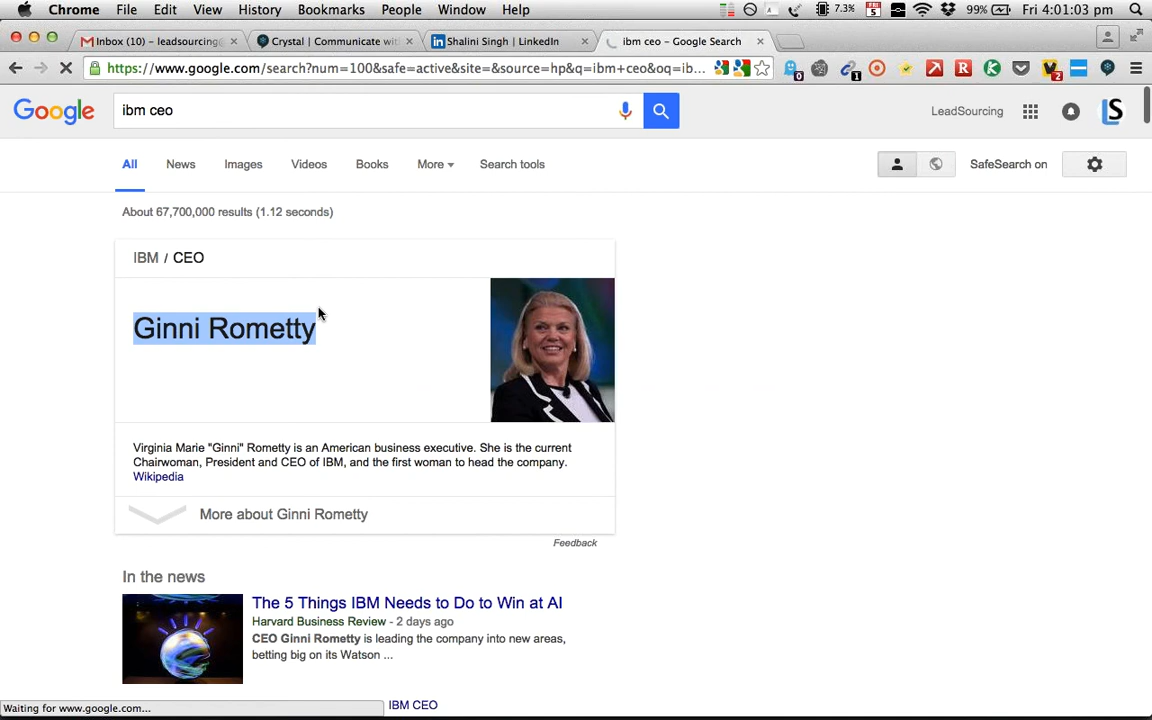 Chrome File Edit View History Bookmarks People Window Help 7.3% 99% Fri 4:01:03 pm
Inbox (10) – leadsourcing@ Crystal | Communicate wit Shalini Singh | LinkedIn ibm ceo - Google Search
https://www.google.com/search?num=100&safe=active&site=&source=hp&q=ibm+ceo&oq=ib...
Google ibm ceo LeadSourcing
All News Images Videos Books More Search tools SafeSearch on
About 67,700,000 results (1.12 seconds)
IBM / CEO
Ginni Rometty
Virginia Marie "Ginni" Rometty is an American business executive. She is the current
Chairwoman, President and CEO of IBM, and the first woman to head the company.
Wikipedia
More about Ginni Rometty
Feedback
In the news
The 5 Things IBM Needs to Do to Win at AI
Harvard Business Review - 2 days ago
CEO Ginni Rometty is leading the company into new areas,
betting big on its Watson ...
Waiting for www.google.com... IBM CEO